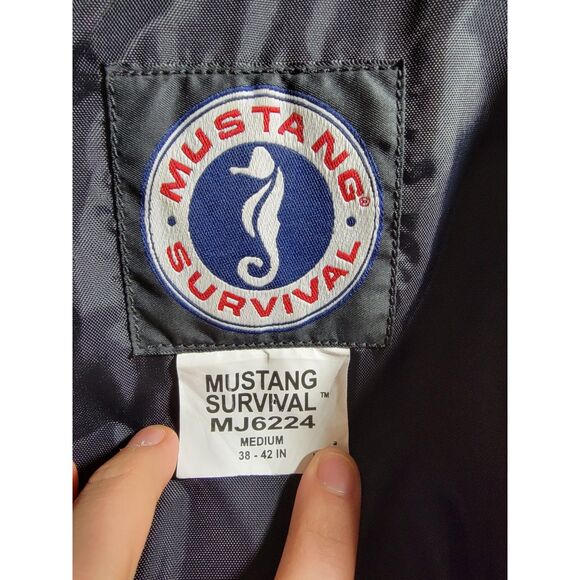 MUSTANG®
SURVIVAL
MUSTANG
SURVIVAL™
MJ6224
MEDIUM
38 - 42 IN